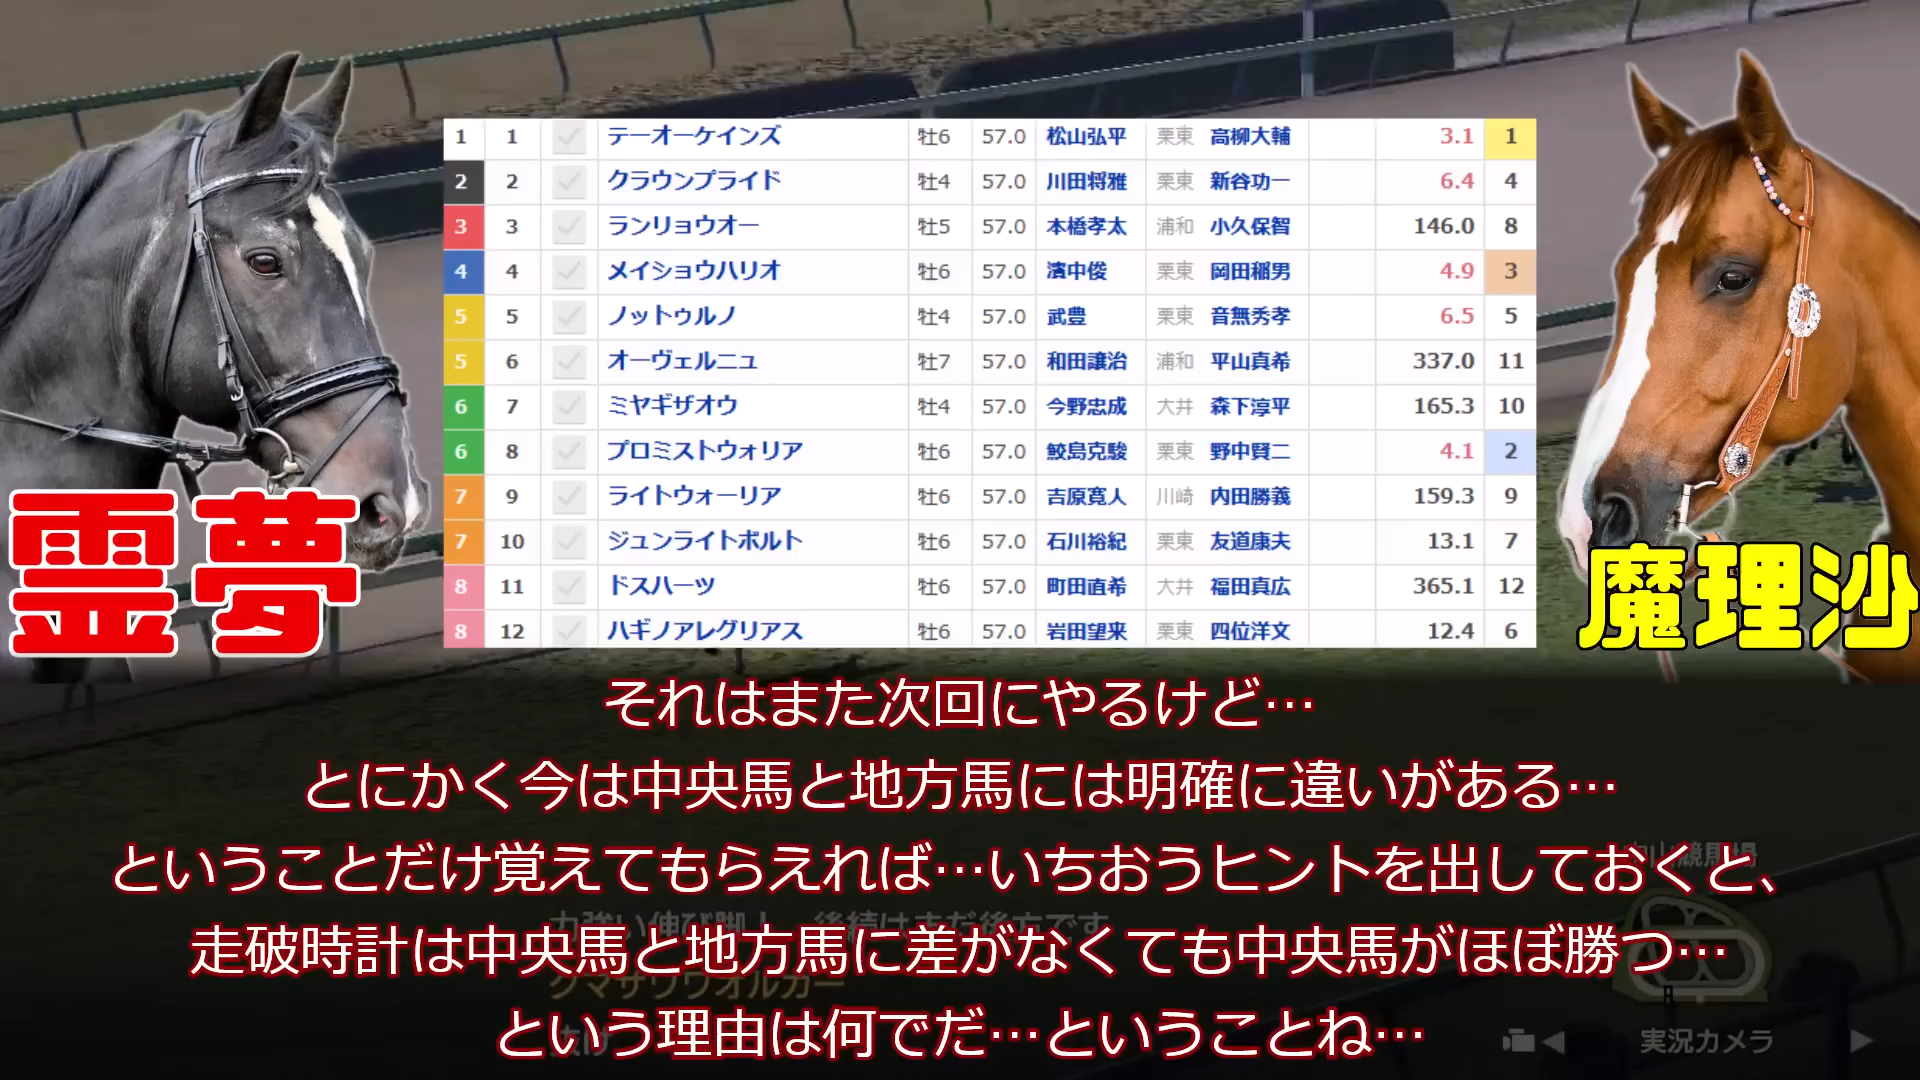 1 1 テーオーケインズ 牡6 57.0 松山弘平 栗東 高柳大輔 3.1 1
2 2 クラウンプライド 牡4 57.0 川田将雅 栗東 新谷功一 6.4 4
3 3 ランリョウオー 牡5 57.0 本橋孝太 浦和 小久保智 146.0 8
4 4 メイショウハリオ 牡6 57.0 濱中俊 栗東 岡田稲男 4.9 3
5 5 ノットゥルノ 牡4 57.0 武豊 栗東 音無秀孝 6.5 5
5 6 オーヴェルニュ 牡7 57.0 和田譲治 浦和 平山真希 337.0 11
6 7 ミヤギザオウ 牡4 57.0 今野忠成 大井 森下淳平 165.3 10
6 8 プロミストウォリア 牡6 57.0 鮫島克駿 栗東 野中賢二 4.1 2
7 9 ライトウォーリア 牡6 57.0 吉原寛人 川崎 内田勝義 159.3 9
7 10 ジュンライトボルト 牡6 57.0 石川裕紀 栗東 友道康夫 13.1 7
8 11 ドスハーツ 牡6 57.0 町田直希 大井 福田真広 365.1 12
8 12 ハギノアレグリアス 牡6 57.0 岩田望来 栗東 四位洋文 12.4 6
霊夢
魔理沙
それはまた次回にやるけど…
とにかく今は中央馬と地方馬には明確に違いがある…
ということだけ覚えてもらえれば…いちおうヒントを出しておくと、
走破時計は中央馬と地方馬に差がなくても中央馬がほぼ勝つ…
という理由は何でだ…ということね…
実況カメラ